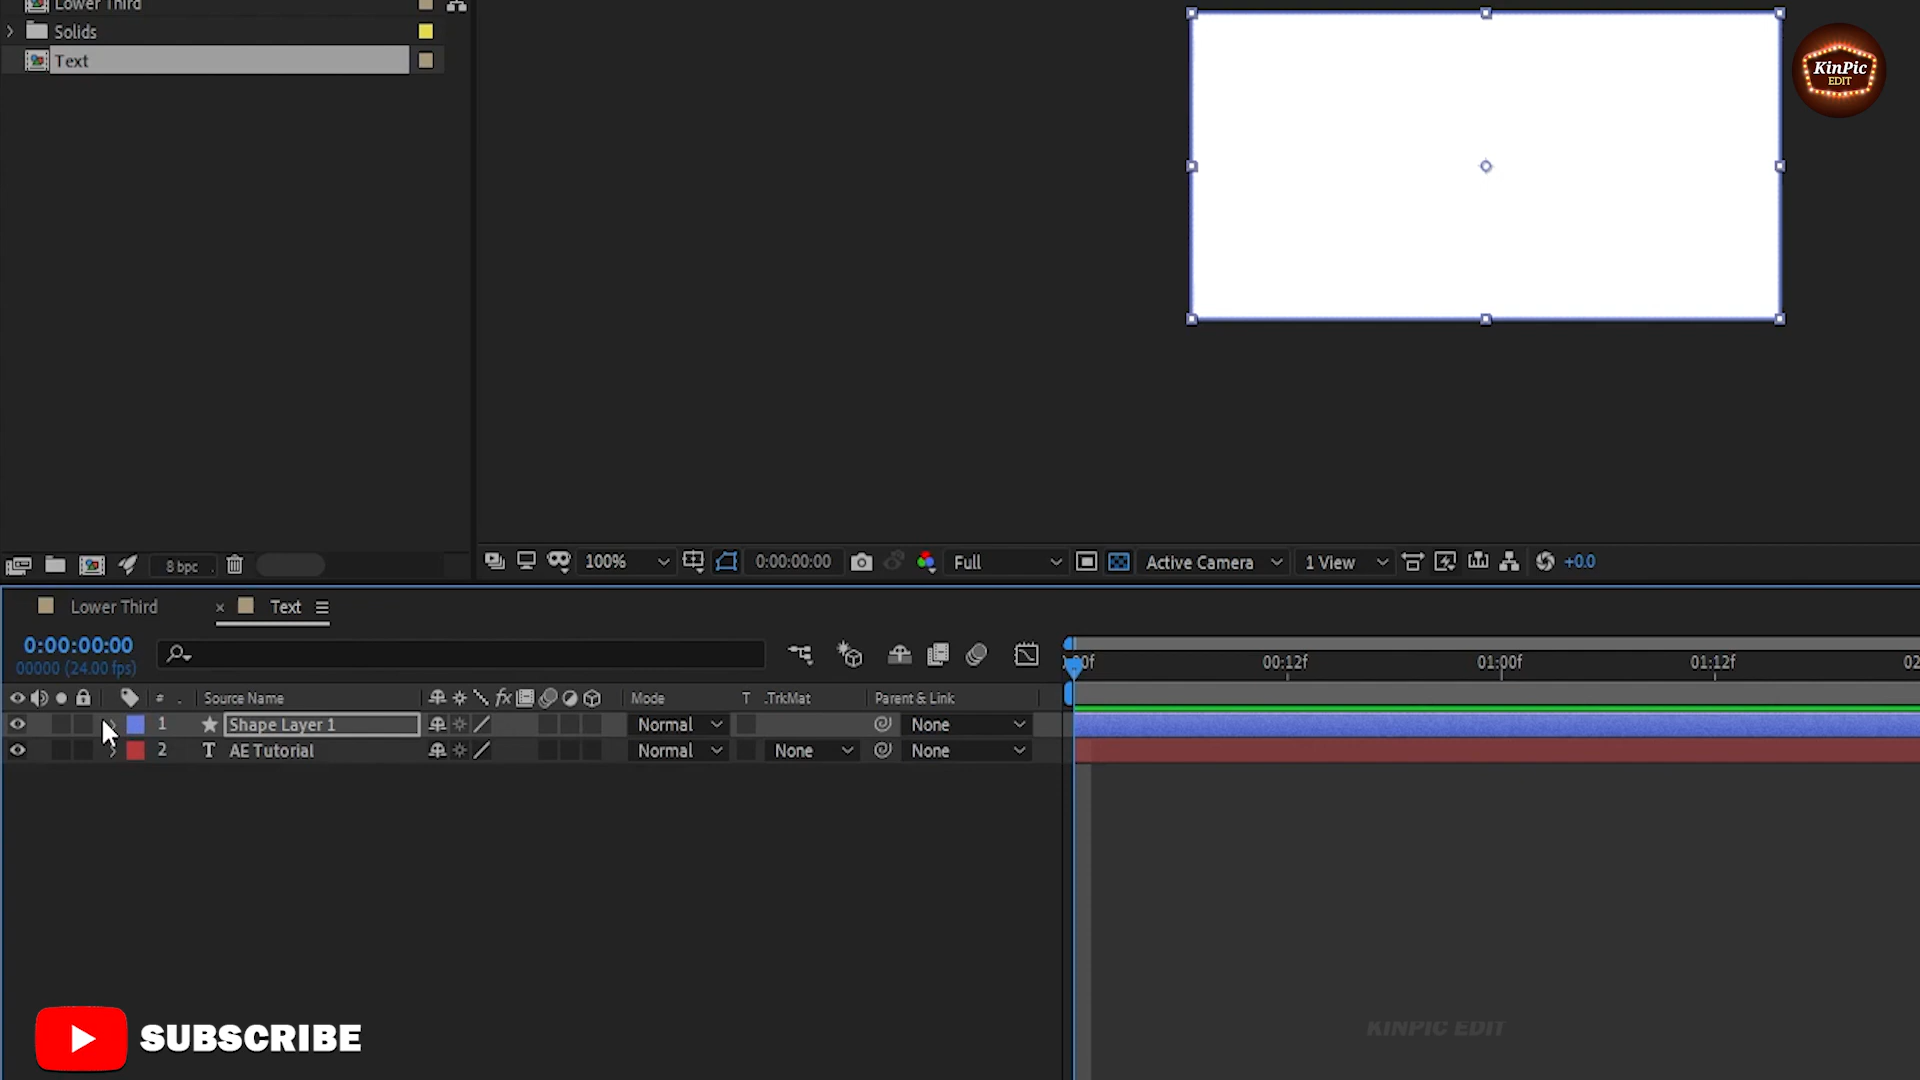 Lower Third
Solids
Text
KinPic
EDIT
8 bpc
100%
0:00:00:00
Full
Active Camera
1 View
+0.0
Lower Third
Text
0:00:00:00
00000 (24.00 fps)
00f
00:12f
01:00f
01:12f
02
# . Source Name
Mode
T .TrkMat
Parent & Link
1 Shape Layer 1
Normal
None
2 T AE Tutorial
Normal
None
None
SUBSCRIBE
KINPIC EDIT